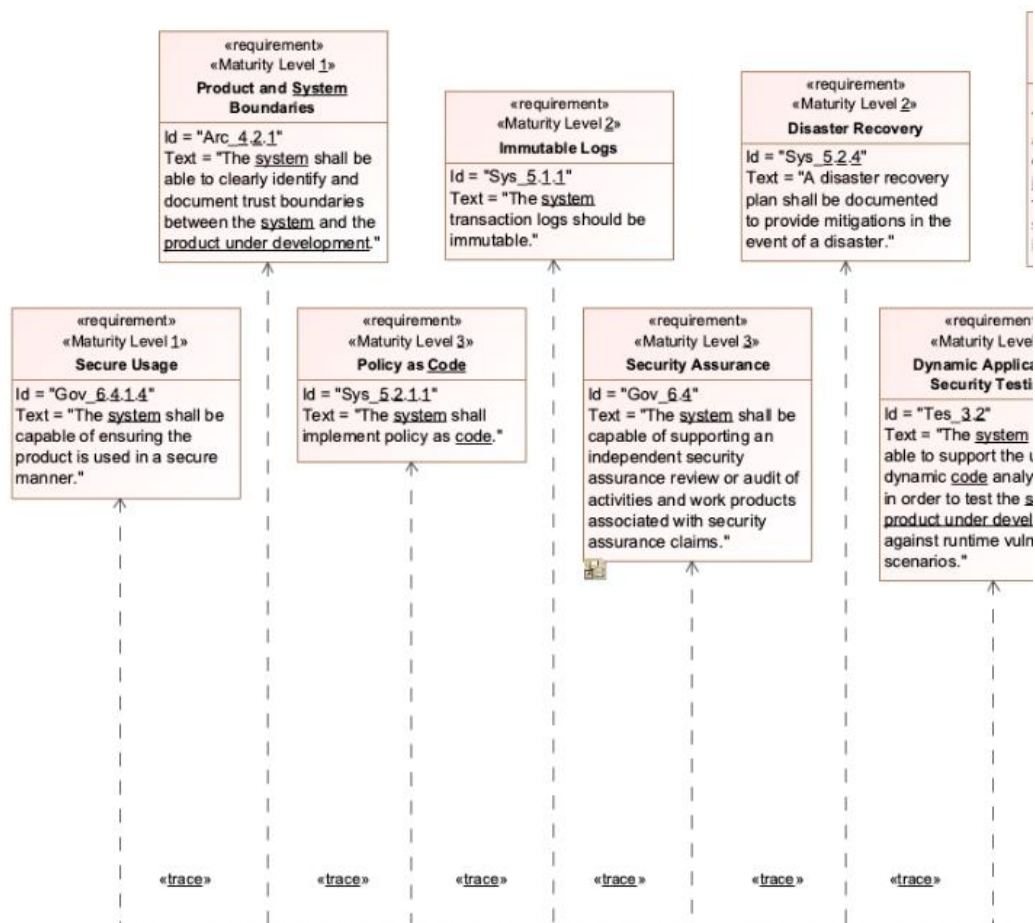 «requirement»
«Maturity Level 1»
Product and System
Boundaries
Id = "Arc_4.2.1"
Text = "The system shall be
able to clearly identify and
document trust boundaries
between the system and the
product under development."
«requirement»
«Maturity Level 2»
Immutable Logs
Id = "Sys_5.1.1"
Text = "The system
transaction logs should be
immutable."
«requirement»
«Maturity Level 2»
Disaster Recovery
Id = "Sys_5.2.4"
Text = "A disaster recovery
plan shall be documented
to provide mitigations in the
event of a disaster."
«requirement»
«Maturity Level 1»
Secure Usage
Id = "Gov_6.4.1.4"
Text = "The system shall be
capable of ensuring the
product is used in a secure
manner."
«requirement»
«Maturity Level 3»
Policy as Code
Id = "Sys_5.2.1.1"
Text = "The system shall
implement policy as code."
«requirement»
«Maturity Level 3»
Security Assurance
Id = "Gov_6.4"
Text = "The system shall be
capable of supporting an
independent security
assurance review or audit of
activities and work products
associated with security
assurance claims."
«requirement
«Maturity Level
Dynamic Applica
Security Testi
Id = "Tes_3.2"
Text = "The system
able to support the u
dynamic code analy
in order to test the s
product under devel
against runtime vuln
scenarios."
«trace» «trace» «trace» «trace» «trace» «trace»